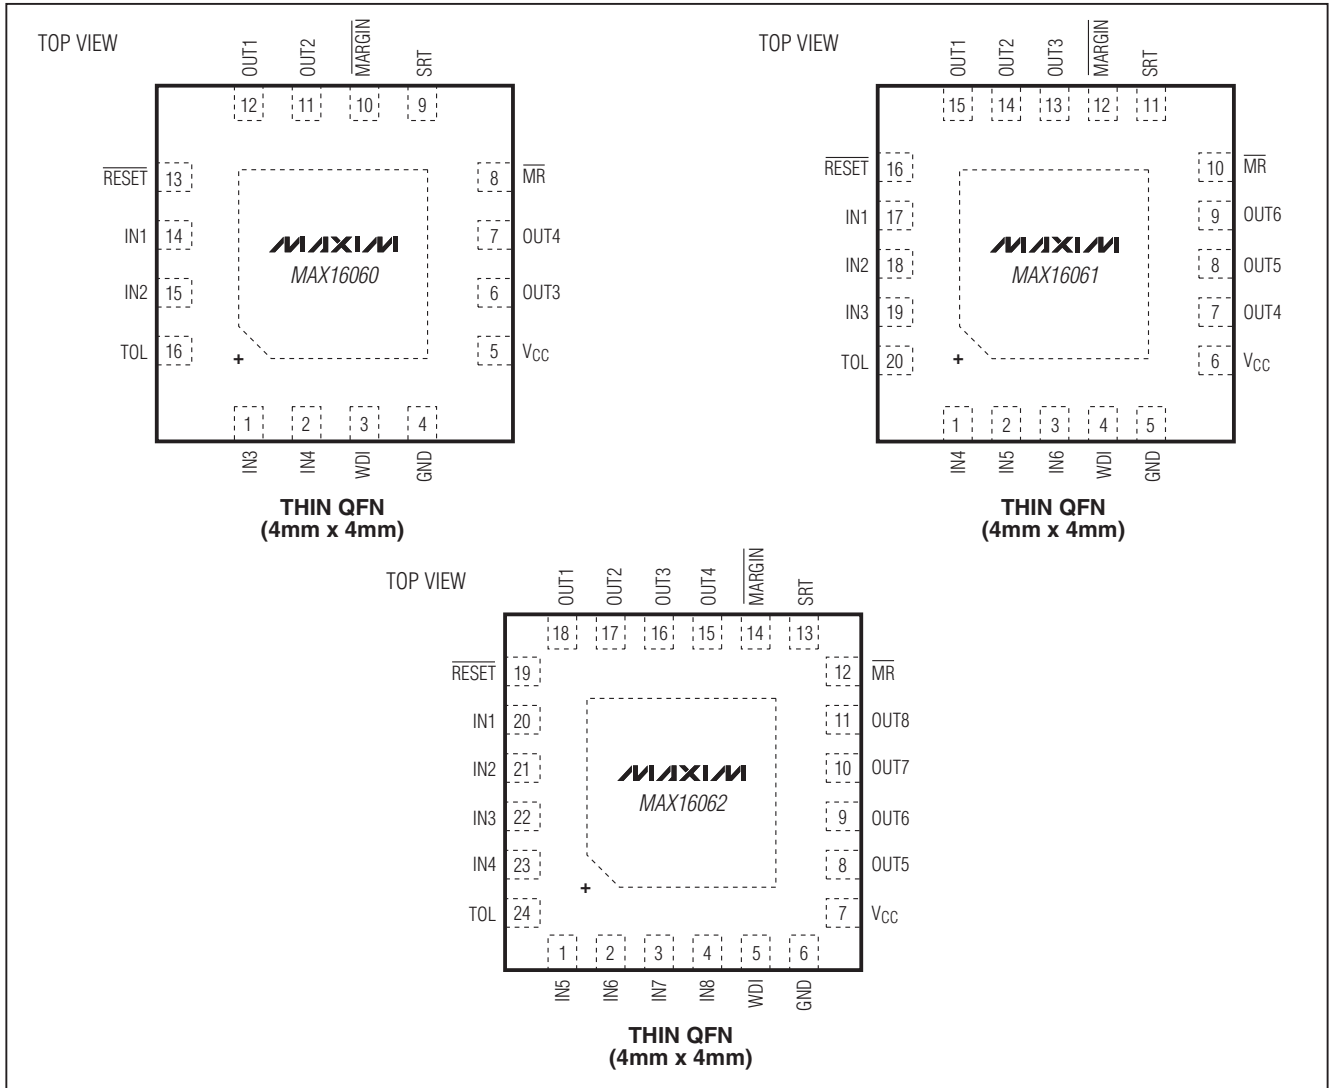 TOP VIEW
OUT1
OUT2
MARGIN
SRT
12
11
10
9
RESET 13
8 MR
IN1 14
7 OUT4
IN2 15
6 OUT3
TOL 16
5 VCC
MAXIM
MAX16060
+
1
2
3
4
IN3
IN4
WDI
GND
THIN QFN
(4mm x 4mm)
TOP VIEW
OUT1
OUT2
OUT3
MARGIN
SRT
15
14
13
12
11
RESET 16
10 MR
IN1 17
9 OUT6
IN2 18
8 OUT5
IN3 19
7 OUT4
TOL 20
6 VCC
MAXIM
MAX16061
+
1
2
3
4
5
IN4
IN5
IN6
WDI
GND
THIN QFN
(4mm x 4mm)
TOP VIEW
OUT1
OUT2
OUT3
OUT4
MARGIN
SRT
18
17
16
15
14
13
RESET 19
12 MR
IN1 20
11 OUT8
IN2 21
10 OUT7
IN3 22
9 OUT6
IN4 23
8 OUT5
TOL 24
7 VCC
MAXIM
MAX16062
+
1
2
3
4
5
6
IN5
IN6
IN7
IN8
WDI
GND
THIN QFN
(4mm x 4mm)